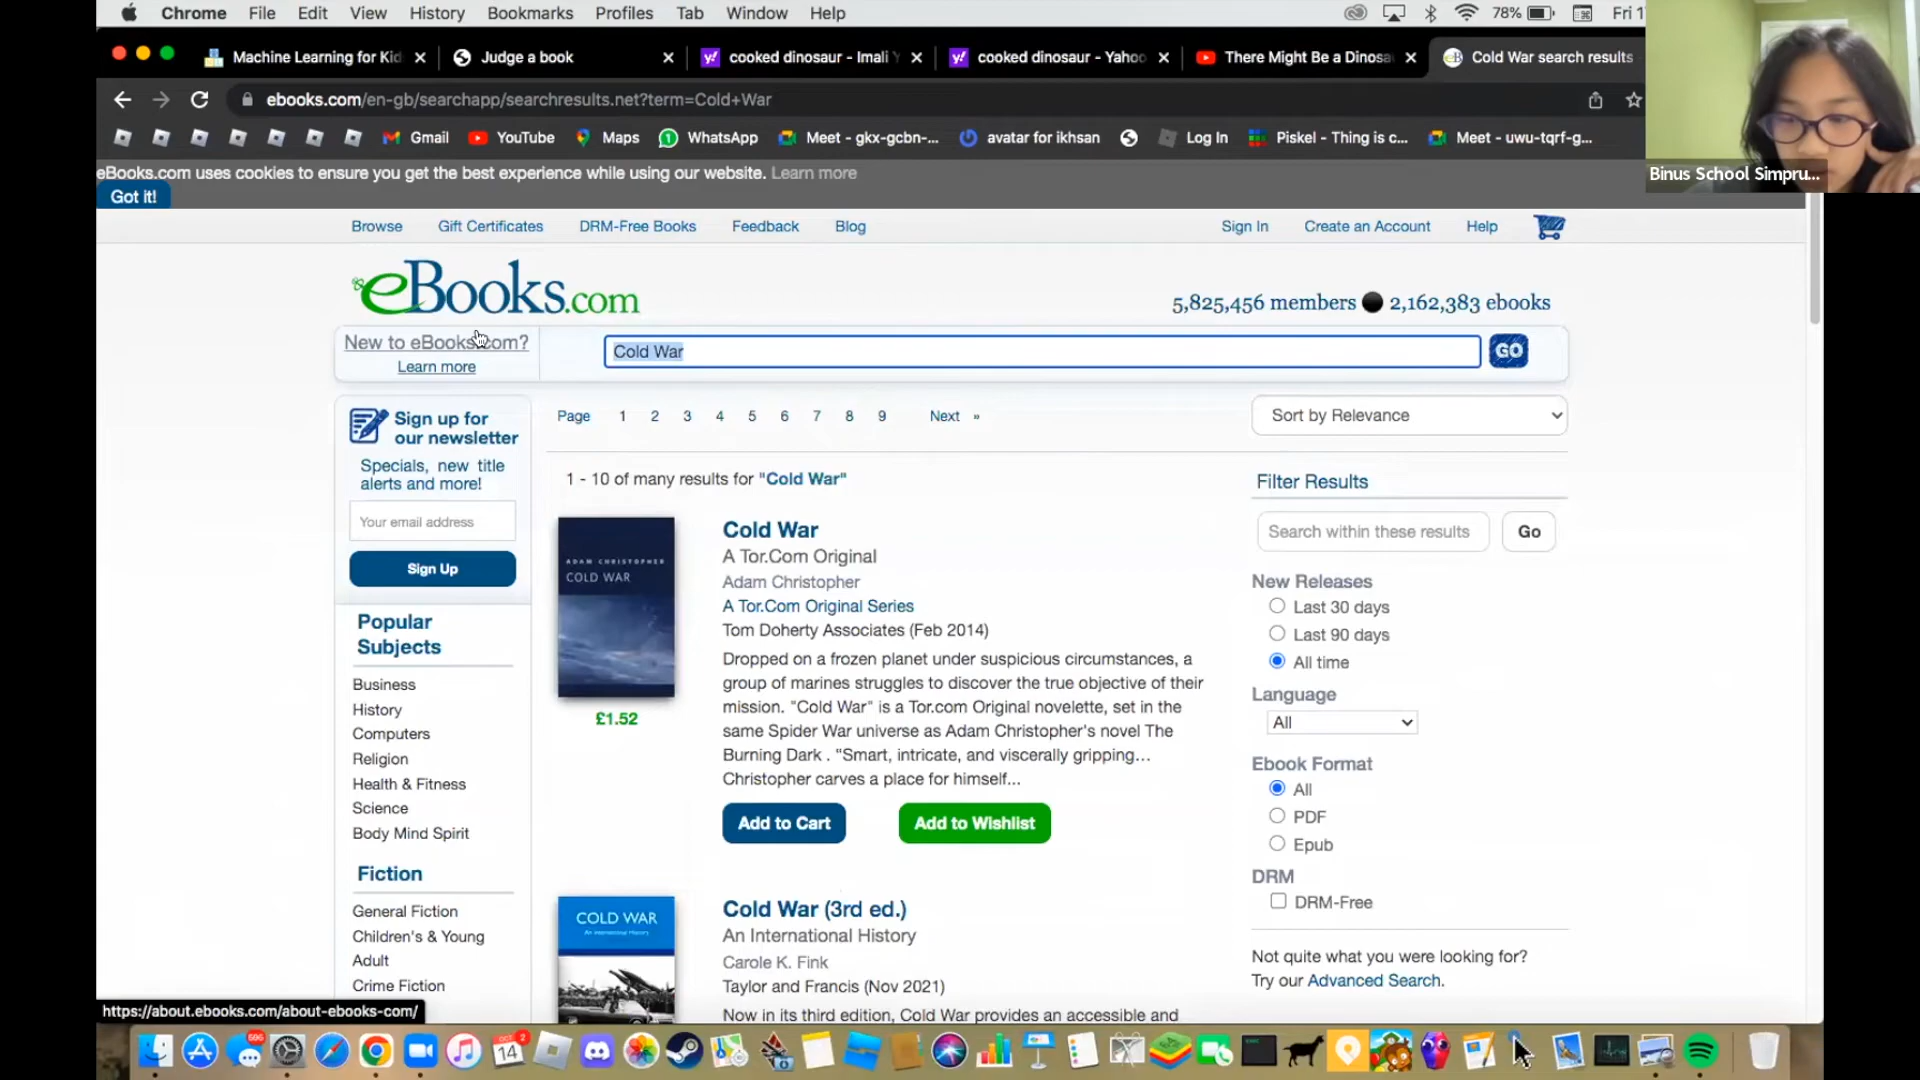 Chrome File Edit View History Bookmarks Profiles Tab Window Help 78% Fri 1
Machine Learning for Kid Judge a book cooked dinosaur - Imali Y cooked dinosaur - Yahoo There Might Be a Dinosa Cold War search results
ebooks.com/en-gb/searchapp/searchresults.net?term=Cold+War
Gmail YouTube Maps WhatsApp Meet - gkx-gcbn-... avatar for ikhsan Log In Piskel - Thing is c... Meet - uwu-tqrf-g...
Binus School Simpru...
eBooks.com uses cookies to ensure you get the best experience while using our website. Learn more
Got it!
Browse Gift Certificates DRM-Free Books Feedback Blog Sign In Create an Account Help
eBooks.com
5,825,456 members 2,162,383 ebooks
New to eBooks.com?
Learn more
Cold War GO
Page 1 2 3 4 5 6 7 8 9 Next »
Sort by Relevance
Sign up for
our newsletter
Specials, new title
alerts and more!
Your email address
Sign Up
Popular
Subjects
Business
History
Computers
Religion
Health & Fitness
Science
Body Mind Spirit
Fiction
General Fiction
Children's & Young
Adult
Crime Fiction
1 - 10 of many results for "Cold War"
ADAM CHRISTOPHER
COLD WAR
£1.52
Cold War
A Tor.Com Original
Adam Christopher
A Tor.Com Original Series
Tom Doherty Associates (Feb 2014)
Dropped on a frozen planet under suspicious circumstances, a
group of marines struggles to discover the true objective of their
mission. "Cold War" is a Tor.com Original novelette, set in the
same Spider War universe as Adam Christopher's novel The
Burning Dark . "Smart, intricate, and viscerally gripping…
Christopher carves a place for himself...
Add to Cart Add to Wishlist
COLD WAR
An International History
Cold War (3rd ed.)
An International History
Carole K. Fink
Taylor and Francis (Nov 2021)
Now in its third edition, Cold War provides an accessible and
Filter Results
Search within these results Go
New Releases
Last 30 days
Last 90 days
All time
Language
All
Ebook Format
All
PDF
Epub
DRM
DRM-Free
Not quite what you were looking for?
Try our Advanced Search.
https://about.ebooks.com/about-ebooks-com/
596
OCT 2
14